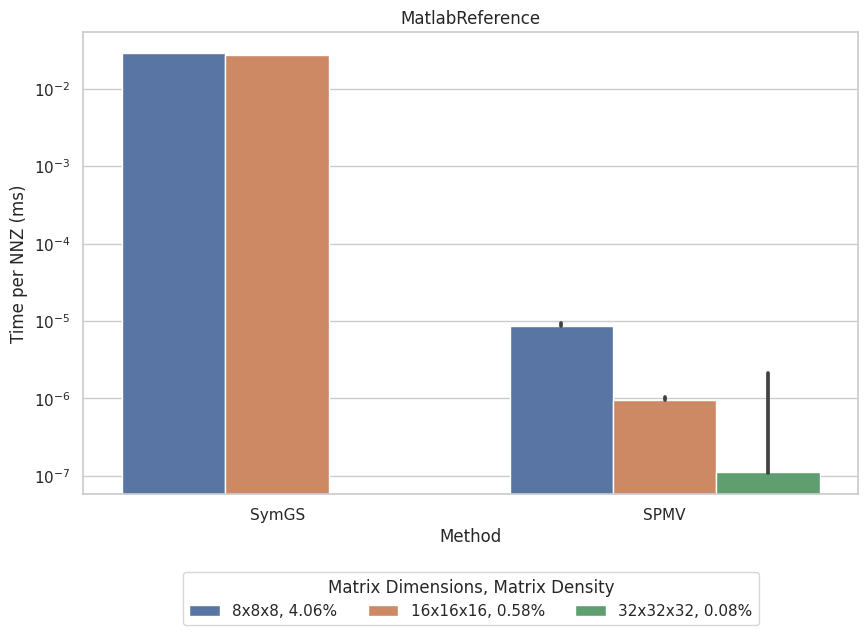 MatlabReference
Time per NNZ (ms)
10⁻²
10⁻³
10⁻⁴
10⁻⁵
10⁻⁶
10⁻⁷
SymGS
SPMV
Method
Matrix Dimensions, Matrix Density
8x8x8, 4.06%
16x16x16, 0.58%
32x32x32, 0.08%